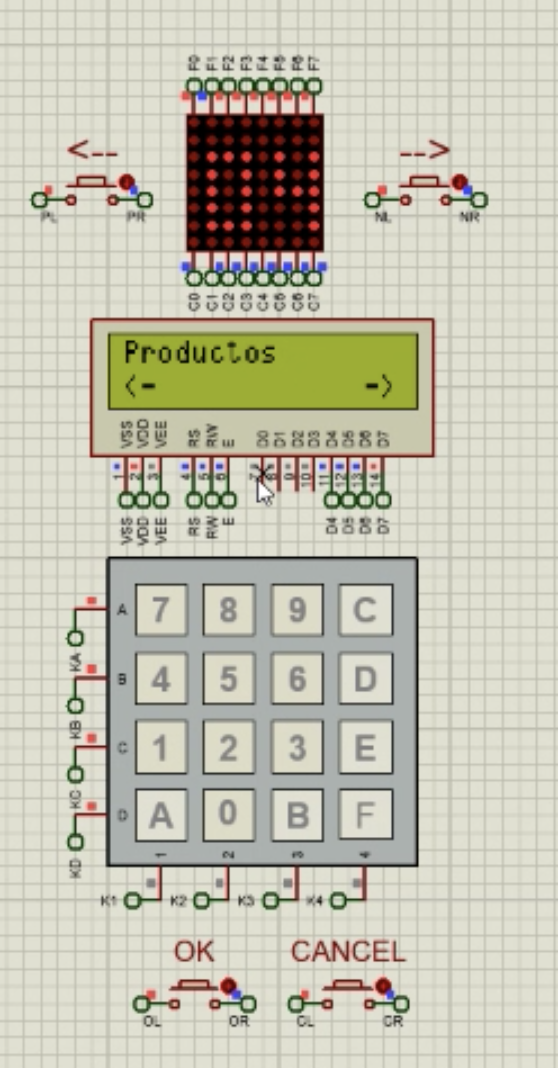 F0 F1 F2 F3 F4 F5 F6 F7
<-- -->
PL PR NL NR
C0 C1 C2 C3 C4 C5 C6 C7
Productos
<- ->
VSS VDD VEE RS RW E D0 D1 D2 D3 D4 D5 D6 D7
1 2 3 4 5 6 7 8 9 10 11 12 13 14
VSS VDD VEE RS RW E D4 D5 D6 D7
A 7 8 9 C
KA
B 4 5 6 D
KB
C 1 2 3 E
KC
D A 0 B F
KD
1 2 3 4
K1 K2 K3 K4
OK CANCEL
OL OR CL CR